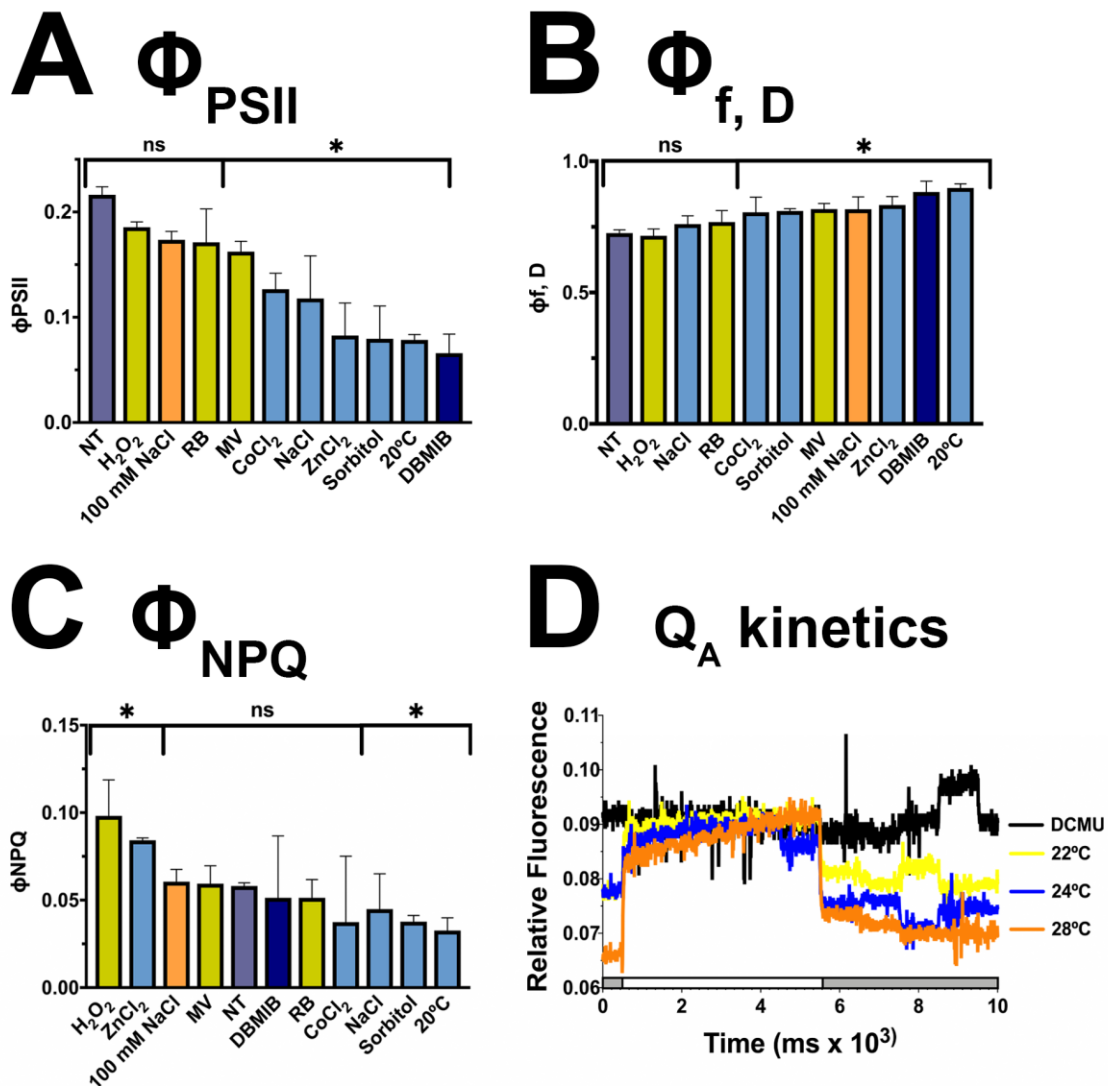 A Φ PSII
ns *
ϕPSII
0.2
0.1
0.0
NT H2O2 100 mM NaCl RB MV CoCl2 NaCl ZnCl2 Sorbitol 20ºC DBMIB
B Φ f, D
ns *
ϕf, D
1.0
0.5
0.0
NT H2O2 NaCl RB CoCl2 Sorbitol MV 100 mM NaCl ZnCl2 DBMIB 20ºC
C Φ NPQ
* ns *
ϕNPQ
0.15
0.10
0.05
0.00
H2O2 ZnCl2 100 mM NaCl MV NT DBMIB RB CoCl2 NaCl Sorbitol 20ºC
D QA kinetics
Relative Fluorescence
0.11
0.10
0.09
0.08
0.07
0.06
0 2 4 6 8 10
Time (ms x 10³)
DCMU
22ºC
24ºC
28ºC